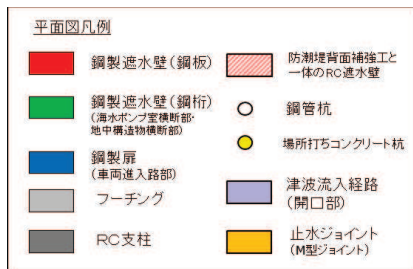 平面図凡例
鋼製遮水壁(鋼板)
鋼製遮水壁(鋼桁)
(海水ポンプ室横断部・
地中構造物横断部)
鋼製扉
(車両進入路部)
フーチング
RC支柱
防潮堤背面補強工と
一体のRC遮水壁
鋼管杭
場所打ちコンクリート杭
津波流入経路
(開口部)
止水ジョイント
(M型ジョイント)